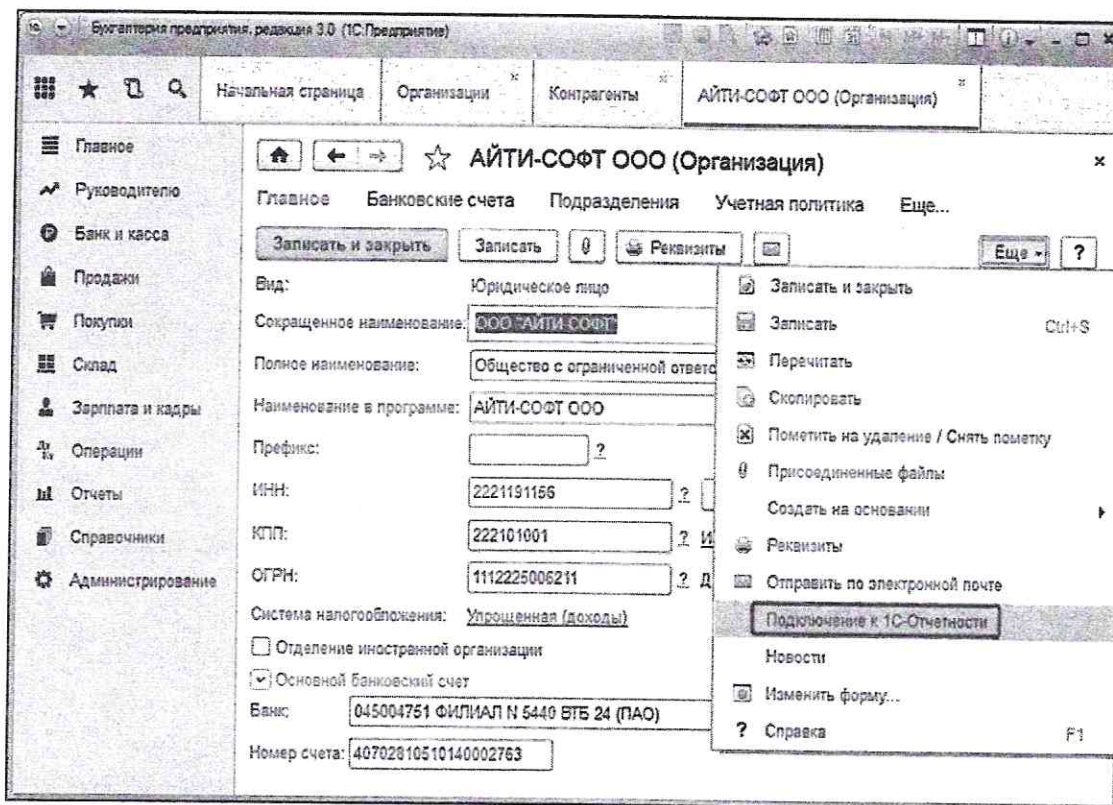 Бухгалтерия предприятия, редакция 3.0 (1С:Предприятие)
Начальная страница
Организации
Контрагенты
АЙТИ-СОФТ ООО (Организация)
Главное
Руководителю
Банк и касса
Продажи
Покупки
Склад
Зарплата и кадры
Операции
Отчеты
Справочники
Администрирование
АЙТИ-СОФТ ООО (Организация)
Главное Банковские счета Подразделения Учетная политика Еще...
Записать и закрыть Записать Реквизиты Еще ?
Вид: Юридическое лицо
Сокращенное наименование: ООО "АЙТИ-СОФТ"
Полное наименование: Общество с ограниченной ответс
Наименование в программе: АЙТИ-СОФТ ООО
Префикс: ?
ИНН: 2221191156 ?
КПП: 222101001 ? И
ОГРН: 1112225006211 ? Д
Система налогообложения: Упрощенная (доходы)
Отделение иностранной организации
Основной банковский счет
Банк: 045004751 ФИЛИАЛ N 5440 ВТБ 24 (ПАО)
Номер счета: 40702810510140002763
Записать и закрыть
Записать Ctrl+S
Перечитать
Скопировать
Пометить на удаление / Снять пометку
Присоединенные файлы
Создать на основании
Реквизиты
Отправить по электронной почте
Подключение к 1С-Отчетности
Новости
Изменить форму...
? Справка F1